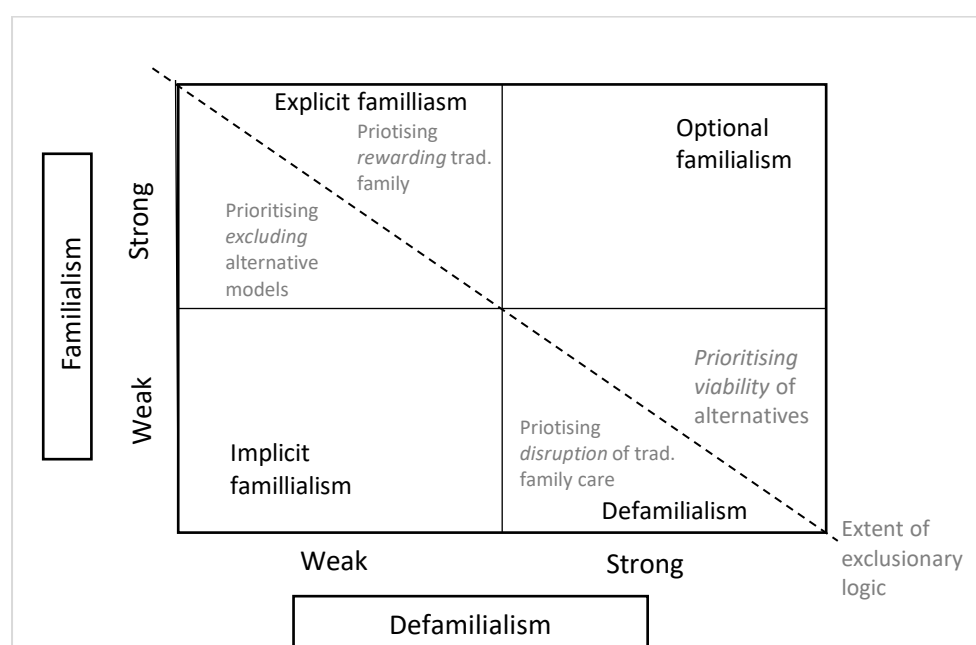 Explicit familliasm
Priotising
rewarding trad.
family
Optional
familialism
Prioritising
excluding
alternative
models
Familialism
Strong
Weak
Prioritising
viability of
alternatives
Priotising
disruption of trad.
family care
Implicit
famillialism
Defamilialism
Extent of
exclusionary
logic
Weak
Strong
Defamilialism